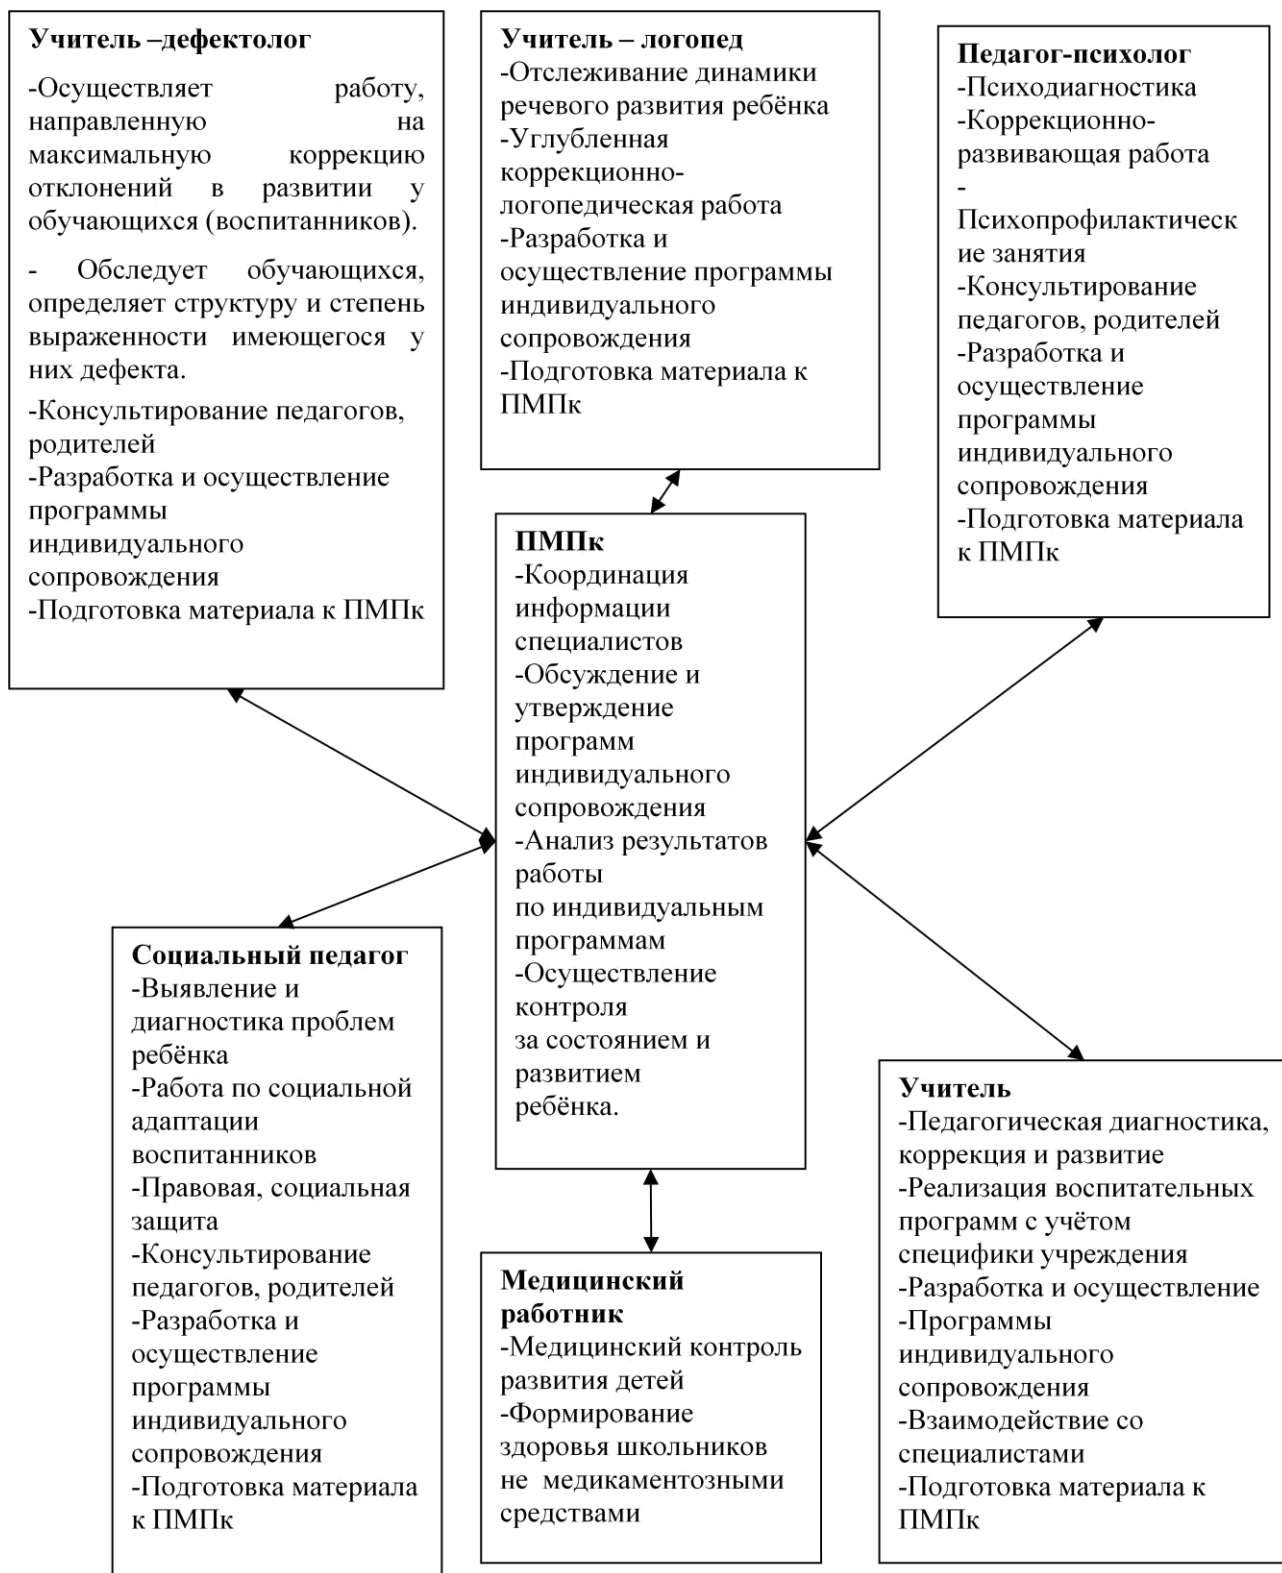 Учитель –дефектолог
-Осуществляет работу,
направленную на
максимальную коррекцию
отклонений в развитии у
обучающихся (воспитанников).
- Обследует обучающихся,
определяет структуру и степень
выраженности имеющегося у
них дефекта.
-Консультирование педагогов,
родителей
-Разработка и осуществление
программы
индивидуального
сопровождения
-Подготовка материала к ПМПк
Учитель – логопед
-Отслеживание динамики
речевого развития ребёнка
-Углубленная
коррекционно-
логопедическая работа
-Разработка и
осуществление программы
индивидуального
сопровождения
-Подготовка материала к
ПМПк
Педагог-психолог
-Психодиагностика
-Коррекционно-
развивающая работа
-
Психопрофилактическ
ие занятия
-Консультирование
педагогов, родителей
-Разработка и
осуществление
программы
индивидуального
сопровождения
-Подготовка материала
к ПМПк
ПМПк
-Координация
информации
специалистов
-Обсуждение и
утверждение
программ
индивидуального
сопровождения
-Анализ результатов
работы
по индивидуальным
программам
-Осуществление
контроля
за состоянием и
развитием
ребёнка.
Социальный педагог
-Выявление и
диагностика проблем
ребёнка
-Работа по социальной
адаптации
воспитанников
-Правовая, социальная
защита
-Консультирование
педагогов, родителей
-Разработка и
осуществление
программы
индивидуального
сопровождения
-Подготовка материала
к ПМПк
Медицинский
работник
-Медицинский контроль
развития детей
-Формирование
здоровья школьников
не медикаментозными
средствами
Учитель
-Педагогическая диагностика,
коррекция и развитие
-Реализация воспитательных
программ с учётом
специфики учреждения
-Разработка и осуществление
-Программы
индивидуального
сопровождения
-Взаимодействие со
специалистами
-Подготовка материала к
ПМПк